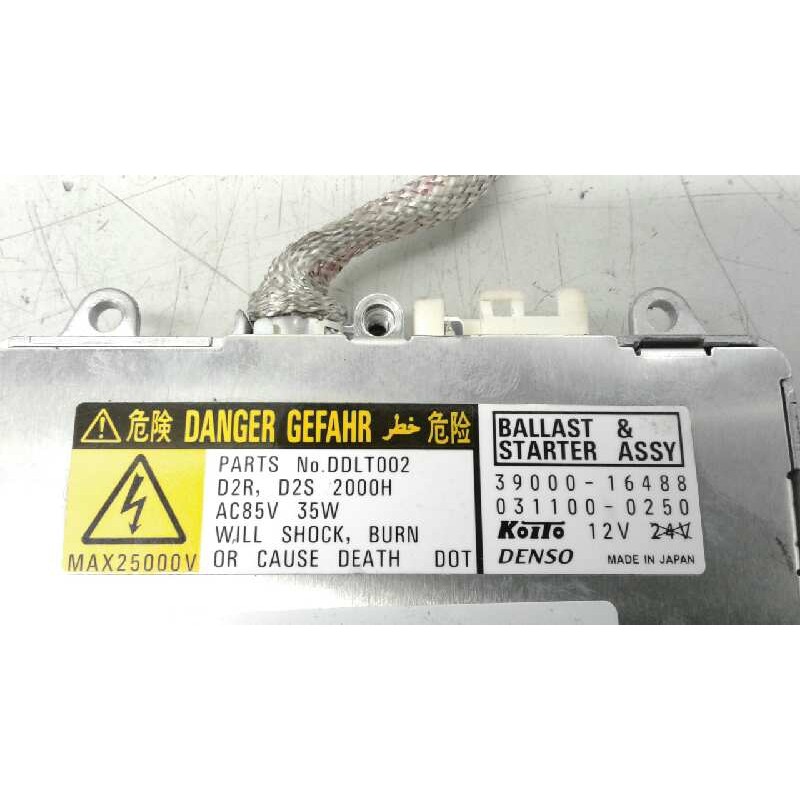 ⚠ 危険 DANGER GEFAHR خطر 危险
MAX25000V
PARTS No.DDLT002
D2R, D2S 2000H
AC85V 35W
WILL SHOCK, BURN
OR CAUSE DEATH DOT
BALLAST &
STARTER ASSY
39000-16488
031100-0250
KOITO 12V 24V
DENSO MADE IN JAPAN